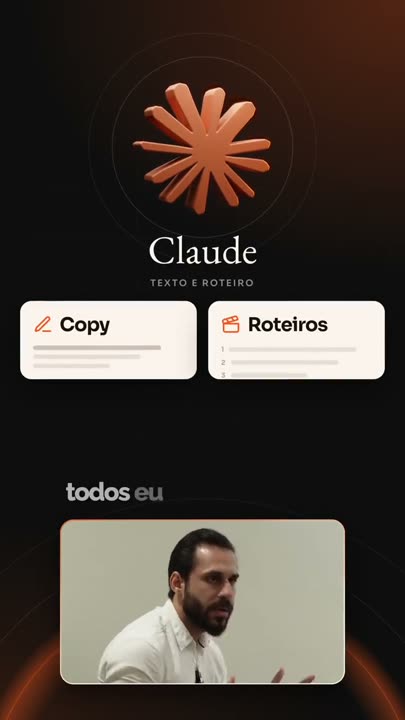 Claude
TEXTO E ROTEIRO
Copy
Roteiros
1
2
3
todos eu